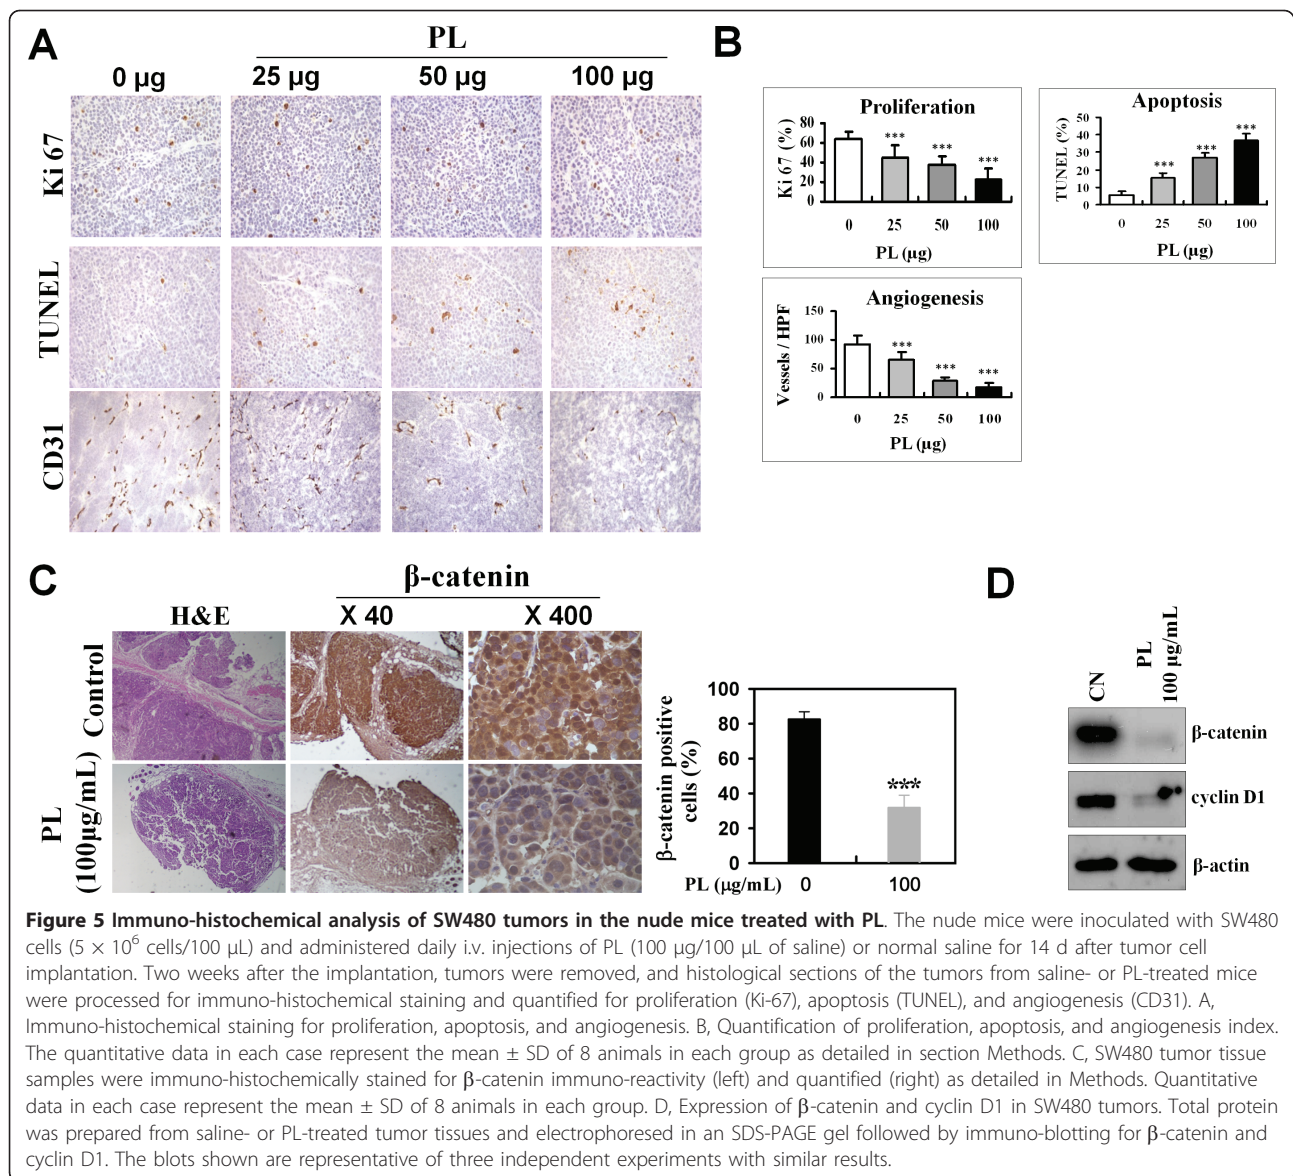 A
PL
0 µg
25 µg
50 µg
100 µg
Ki 67
TUNEL
CD31
B
Proliferation
Ki 67 (%)
80
60
40
20
0
***
***
***
0 25 50 100
PL (µg)
Apoptosis
TUNEL (%)
50
40
30
20
10
0
***
***
***
0 25 50 100
PL (µg)
Angiogenesis
Vessels / HPF
150
100
50
0
***
***
***
0 25 50 100
PL (µg)
C
β-catenin
H&E
X 40
X 400
Control
PL
(100µg/mL)
β-catenin positive
cells (%)
100
80
60
40
20
0
***
PL (µg/mL) 0 100
D
CN
PL
100 µg/mL
β-catenin
cyclin D1
β-actin
Figure 5 Immuno-histochemical analysis of SW480 tumors in the nude mice treated with PL. The nude mice were inoculated with SW480
cells (5 × 10⁶ cells/100 µL) and administered daily i.v. injections of PL (100 µg/100 µL of saline) or normal saline for 14 d after tumor cell
implantation. Two weeks after the implantation, tumors were removed, and histological sections of the tumors from saline- or PL-treated mice
were processed for immuno-histochemical staining and quantified for proliferation (Ki-67), apoptosis (TUNEL), and angiogenesis (CD31). A,
Immuno-histochemical staining for proliferation, apoptosis, and angiogenesis. B, Quantification of proliferation, apoptosis, and angiogenesis index.
The quantitative data in each case represent the mean ± SD of 8 animals in each group as detailed in section Methods. C, SW480 tumor tissue
samples were immuno-histochemically stained for β-catenin immuno-reactivity (left) and quantified (right) as detailed in Methods. Quantitative
data in each case represent the mean ± SD of 8 animals in each group. D, Expression of β-catenin and cyclin D1 in SW480 tumors. Total protein
was prepared from saline- or PL-treated tumor tissues and electrophoresed in an SDS-PAGE gel followed by immuno-blotting for β-catenin and
cyclin D1. The blots shown are representative of three independent experiments with similar results.